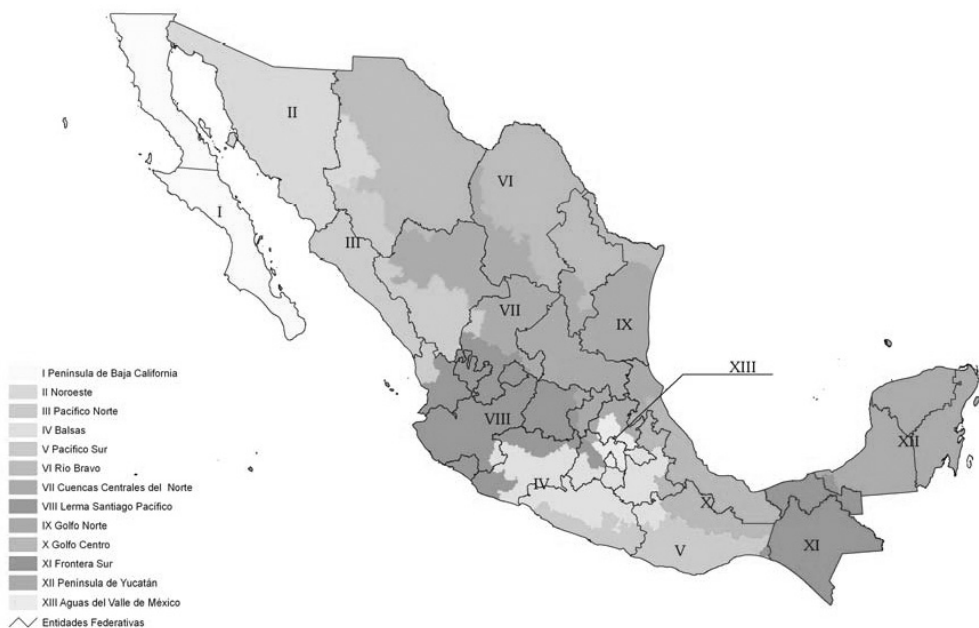 II
VI
I
III
VII
IX
XIII
VIII
XII
IV
X
V
XI
I Península de Baja California
II Noroeste
III Pacífico Norte
IV Balsas
V Pacífico Sur
VI Río Bravo
VII Cuencas Centrales del Norte
VIII Lerma Santiago Pacífico
IX Golfo Norte
X Golfo Centro
XI Frontera Sur
XII Península de Yucatán
XIII Aguas del Valle de México
Entidades Federativas